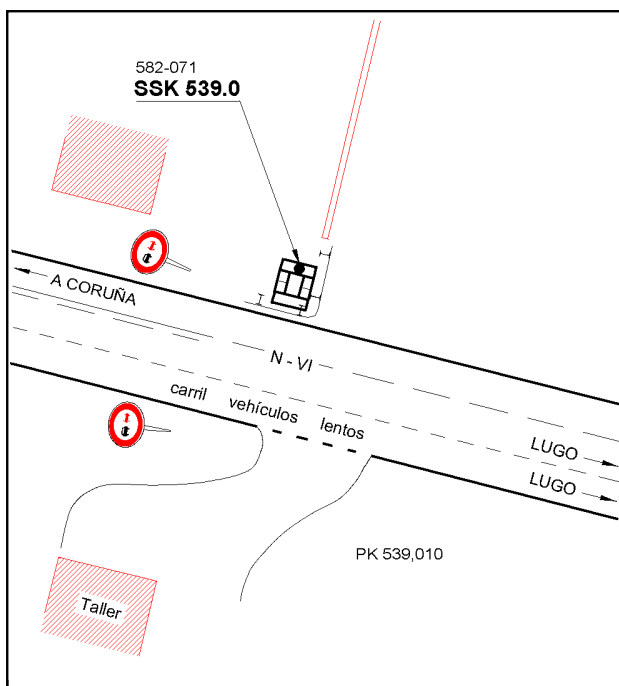 582-071
SSK 539.0
A CORUÑA
N - VI
carril vehículos lentos
LUGO
LUGO
PK 539,010
Taller